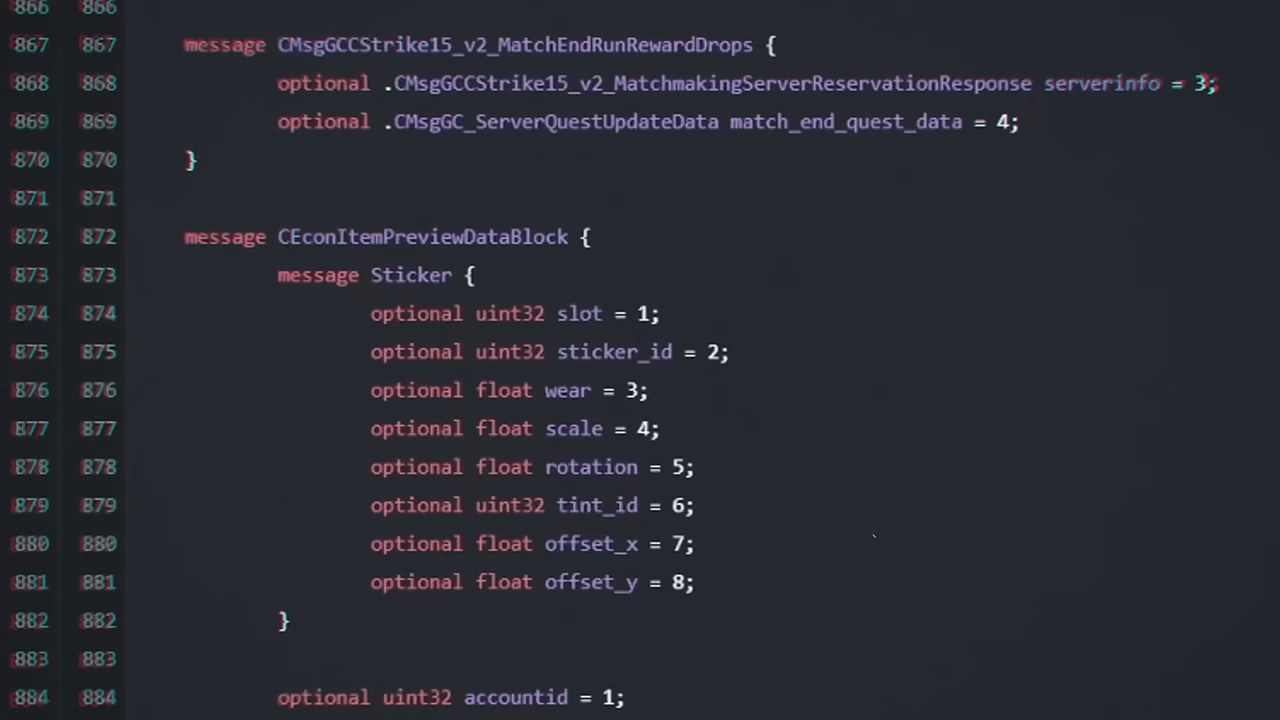 866 866
867 867 message CMsgGCCStrike15_v2_MatchEndRunRewardDrops {
868 868 optional .CMsgGCCStrike15_v2_MatchmakingServerReservationResponse serverinfo = 3;
869 869 optional .CMsgGC_ServerQuestUpdateData match_end_quest_data = 4;
870 870 }
871 871
872 872 message CEconItemPreviewDataBlock {
873 873 message Sticker {
874 874 optional uint32 slot = 1;
875 875 optional uint32 sticker_id = 2;
876 876 optional float wear = 3;
877 877 optional float scale = 4;
878 878 optional float rotation = 5;
879 879 optional uint32 tint_id = 6;
880 880 optional float offset_x = 7;
881 881 optional float offset_y = 8;
882 882 }
883 883
884 884 optional uint32 accountid = 1;